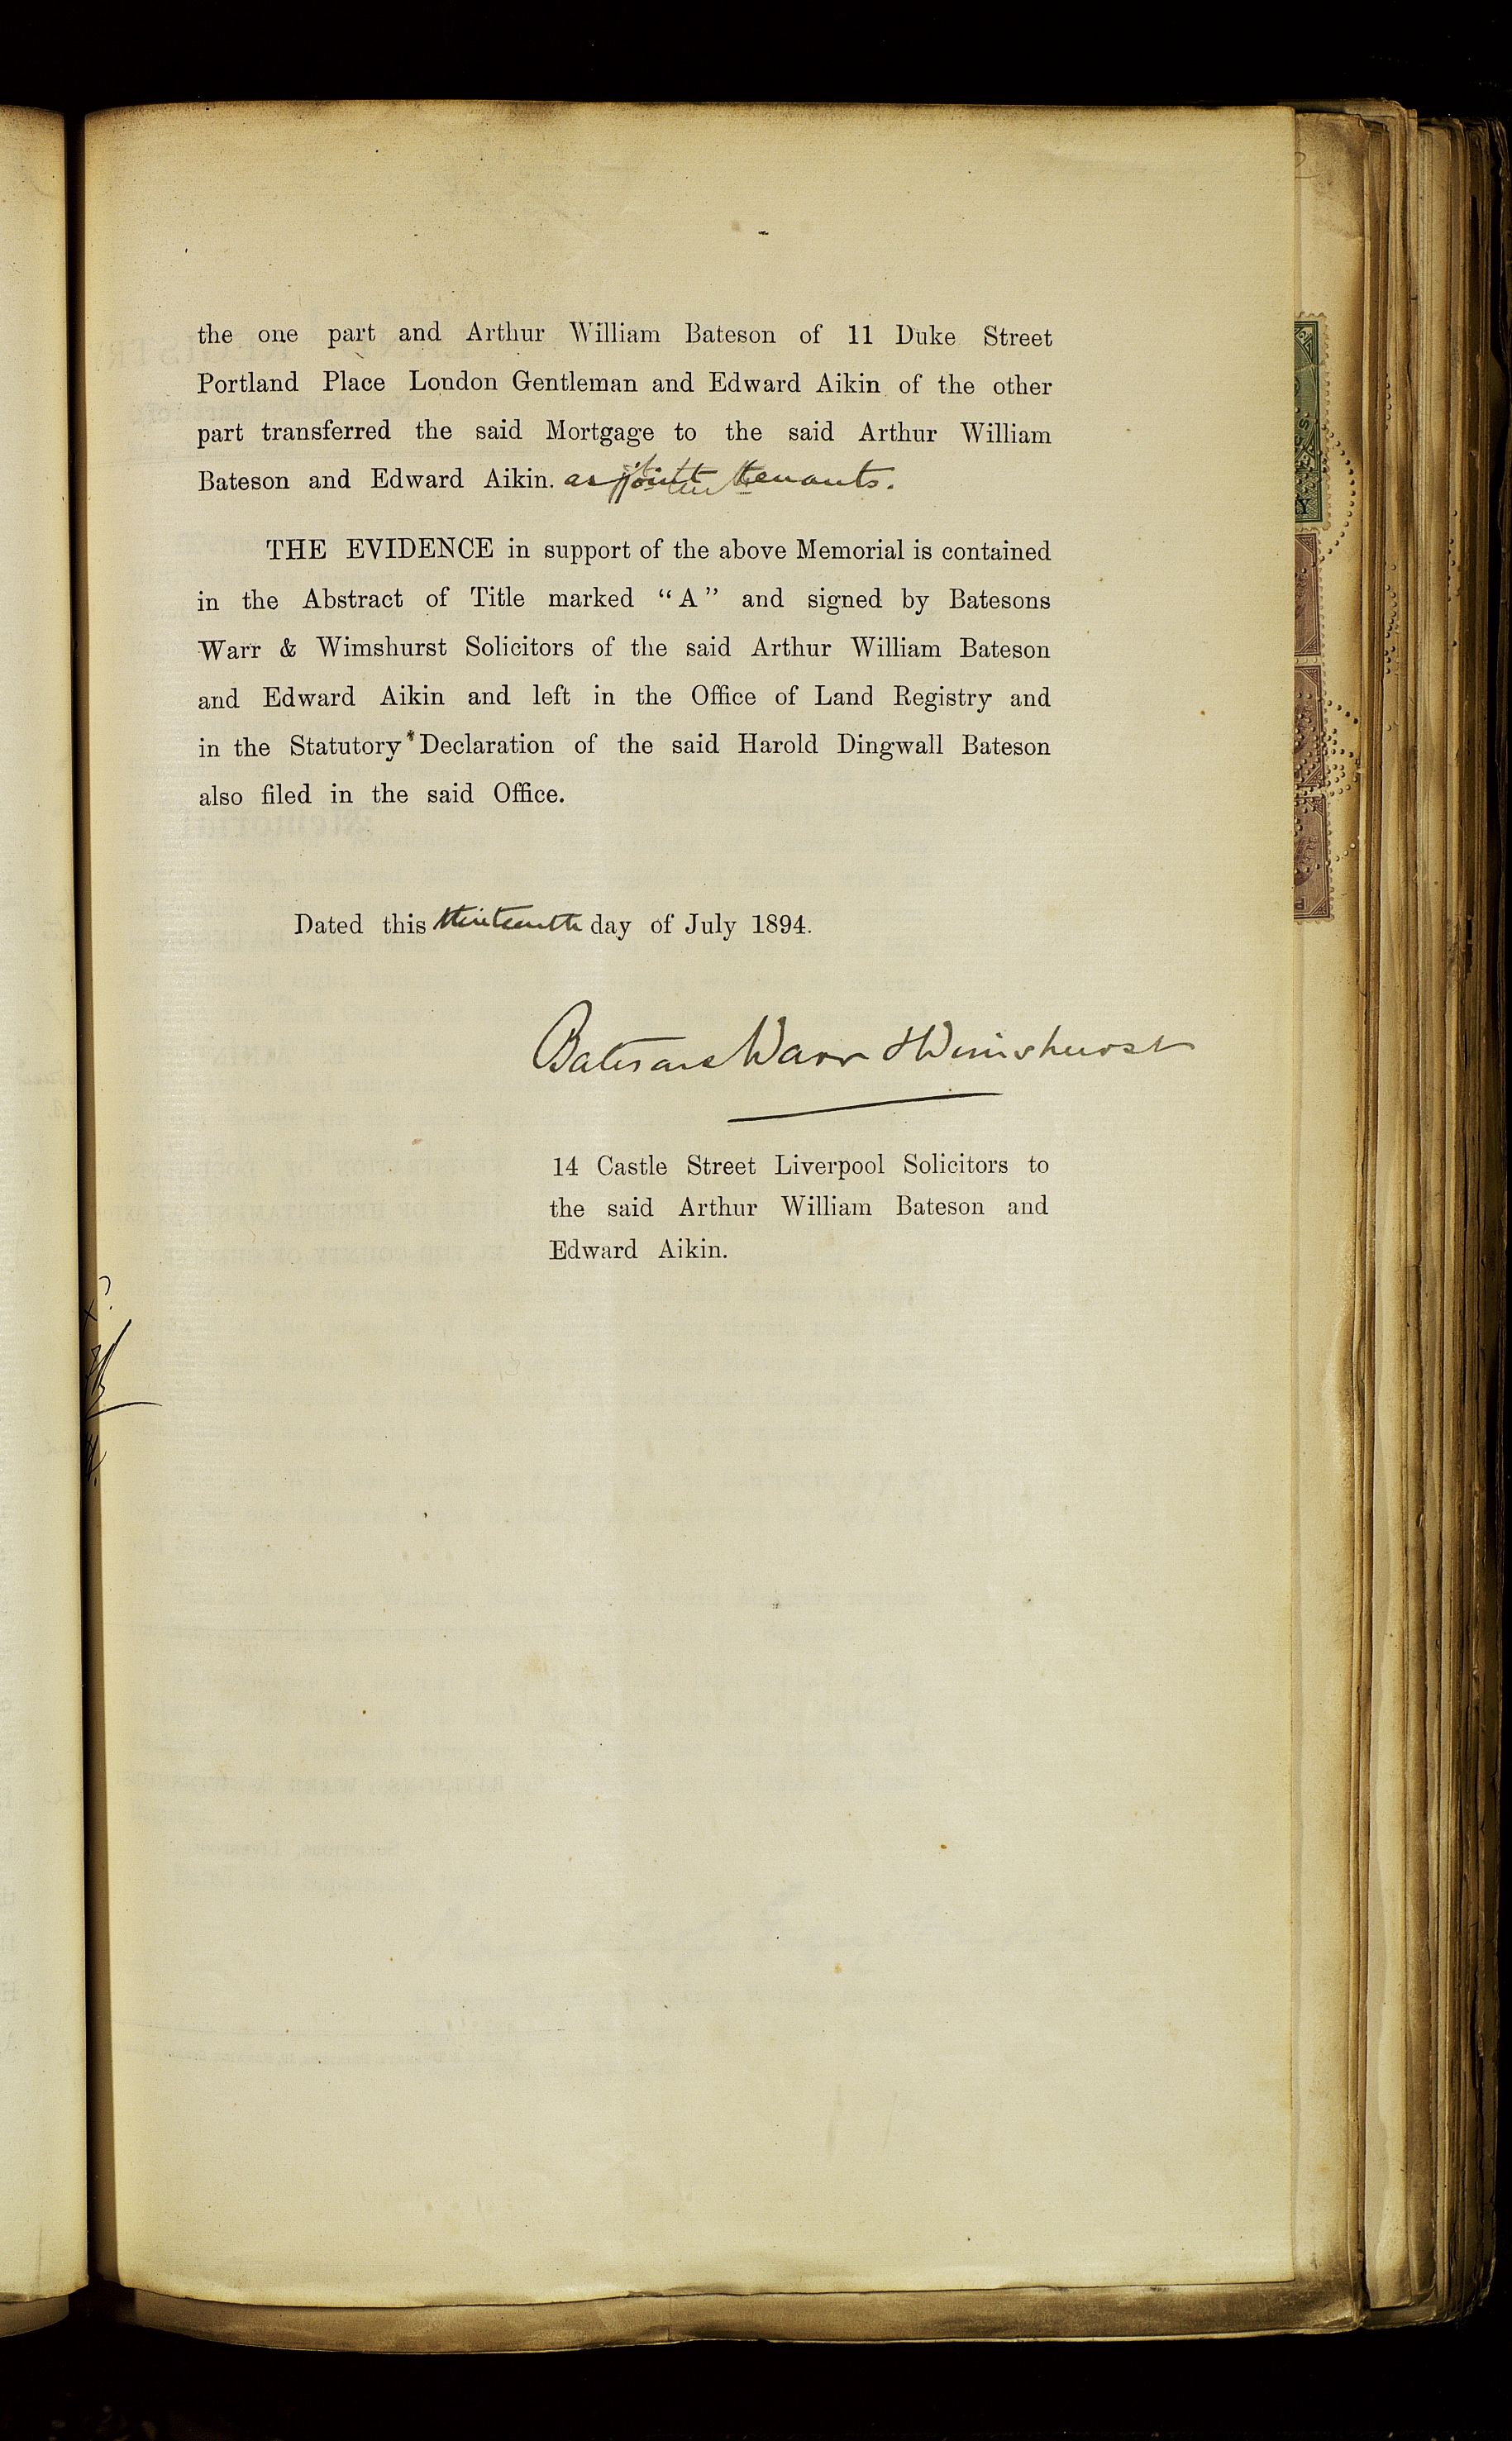 the one part and Arthur William Bateson of 11 Duke Street
Portland Place London Gentleman and Edward Aikin of the other
part transferred the said Mortgage to the said Arthur William
Bateson and Edward Aikin. as joint tenants.
THE EVIDENCE in support of the above Memorial is contained
in the Abstract of Title marked “A” and signed by Batesons
Warr & Wimshurst Solicitors of the said Arthur William Bateson
and Edward Aikin and left in the Office of Land Registry and
in the Statutory Declaration of the said Harold Dingwall Bateson
also filed in the said Office.
Dated this thirteenth day of July 1894.
Batesons Warr & Wimshurst
14 Castle Street Liverpool Solicitors to
the said Arthur William Bateson and
Edward Aikin.